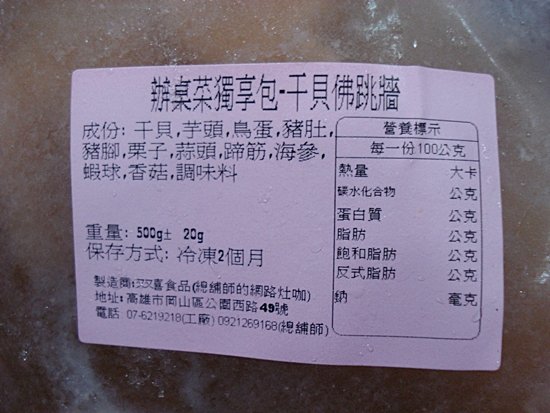 辦桌菜獨享包-干貝佛跳牆
成份: 干貝,芋頭,鳥蛋,豬肚,
豬腳,栗子,蒜頭,蹄筋,海參,
蝦球,香菇,調味料
重量: 500g± 20g
保存方式: 冷凍2個月
製造商:双喜食品(總舖師的網路灶咖)
地址:高雄市岡山區公園西路49號
電話 07-6219218(工廠) 0921269168(總舖師)
營養標示
每一份100公克
熱量 大卡
碳水化合物 公克
蛋白質 公克
脂肪 公克
飽和脂肪 公克
反式脂肪 公克
鈉 毫克